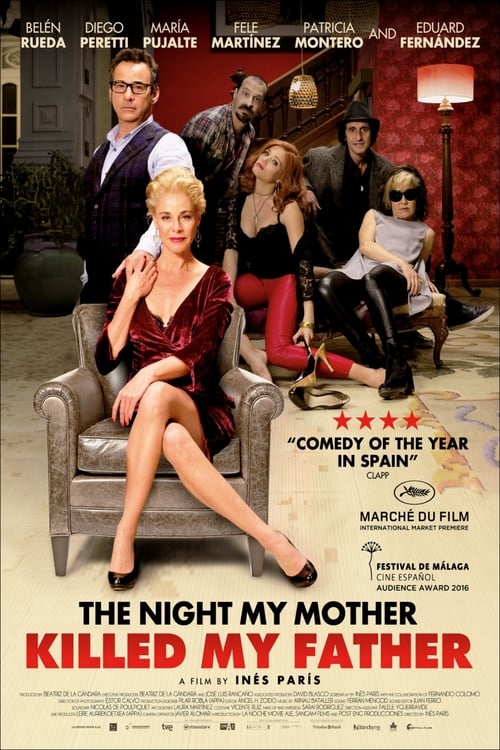 BELÉN RUEDA
DIEGO PERETTI
MARÍA PUJALTE
FELE MARTÍNEZ
PATRICIA MONTERO
AND
EDUARD FERNÁNDEZ
★★★★
"COMEDY OF THE YEAR
IN SPAIN"
CLAPP
MARCHÉ DU FILM
INTERNATIONAL MARKET PREMIERE
FESTIVAL DE MÁLAGA
CINE ESPAÑOL
AUDIENCE AWARD 2016
THE NIGHT MY MOTHER
KILLED MY FATHER
A FILM BY INÉS PARÍS